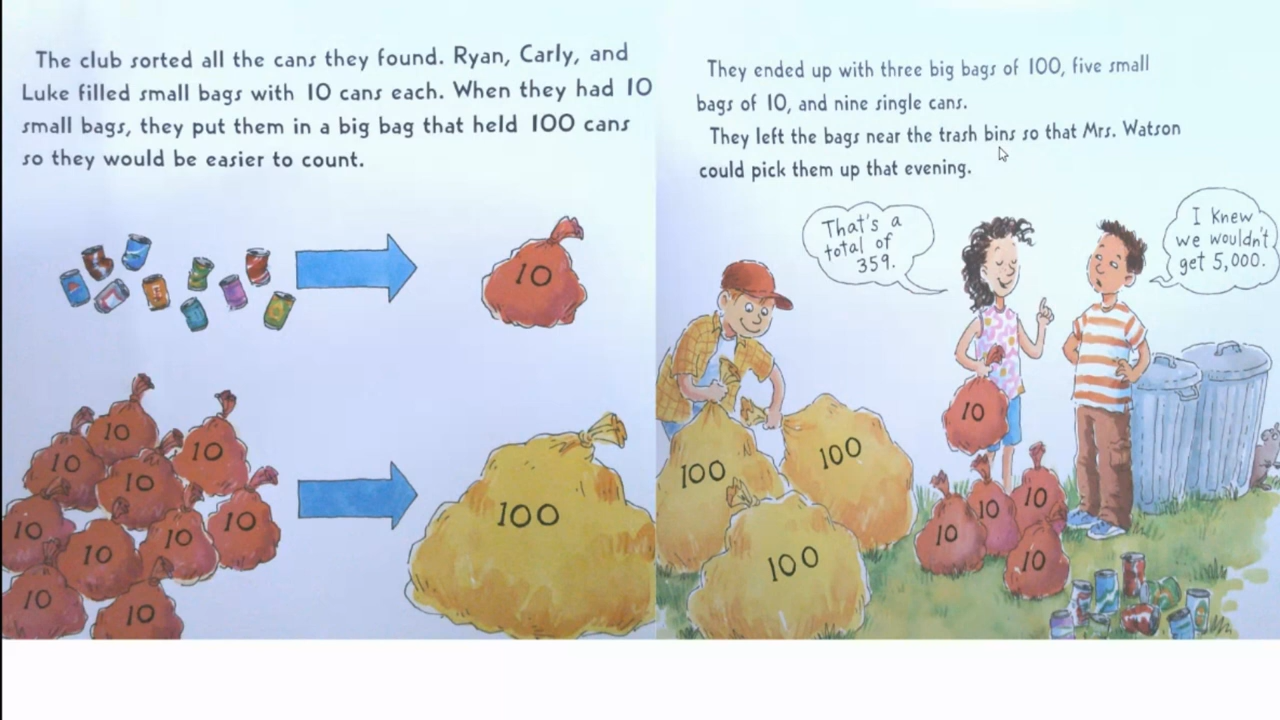 The club sorted all the cans they found. Ryan, Carly, and
Luke filled small bags with 10 cans each. When they had 10
small bags, they put them in a big bag that held 100 cans
so they would be easier to count.
10
10
10
10
10
10
10
10
10
10
10
100
They ended up with three big bags of 100, five small
bags of 10, and nine single cans.
They left the bags near the trash bins so that Mrs. Watson
could pick them up that evening.
That's a
total of
359.
I knew
we wouldn't
get 5,000.
100
100
100
10
10
10
10
10